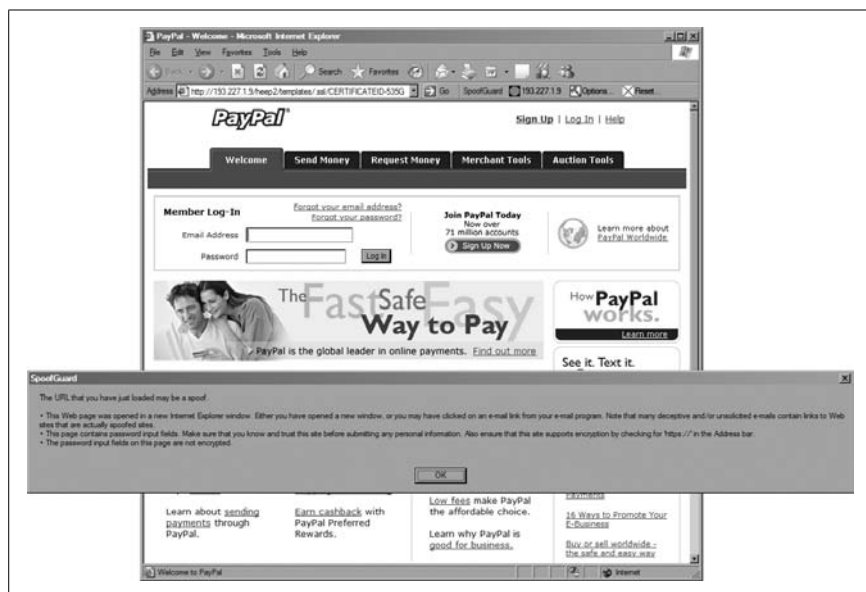 PayPal - Welcome - Microsoft Internet Explorer
File Edit View Favorites Tools Help
Back Search Favorites
Address http://193.227.1.9/heep2/templates/.ssl/CERTIFICATEID-535G Go SpoofGuard 193.227.1.9 Options... Reset...
PayPal
Sign Up | Log In | Help
Welcome Send Money Request Money Merchant Tools Auction Tools
Member Log-In
Forgot your email address?
Forgot your password?
Email Address
Password
Log In
Join PayPal Today
Now over
71 million accounts
Sign Up Now
Learn more about
PayPal Worldwide
The Fast Safe Easy
Way to Pay
PayPal is the global leader in online payments. Find out more
How PayPal
works.
Learn more
See it. Text it.
SpoofGuard
The URL that you have just loaded may be a spoof.
• This Web page was opened in a new Internet Explorer window. Either you have opened a new window, or you may have clicked on an e-mail link from your e-mail program. Note that many deceptive and/or unsolicited e-mails contain links to Web
sites that are actually spoofed sites.
• This page contains password input fields. Make sure that you know and trust this site before submitting any personal information. Also ensure that this site supports encryption by checking for 'https://' in the Address bar.
• The password input fields on this page are not encrypted.
OK
Learn about sending
payments through
PayPal.
Earn cashback with
PayPal Preferred
Rewards.
Low fees make PayPal
the affordable choice.
Learn why PayPal is
good for business.
Payments
16 Ways to Promote Your
E-Business
Buy or sell worldwide -
the safe and easy way
Welcome to PayPal
Internet